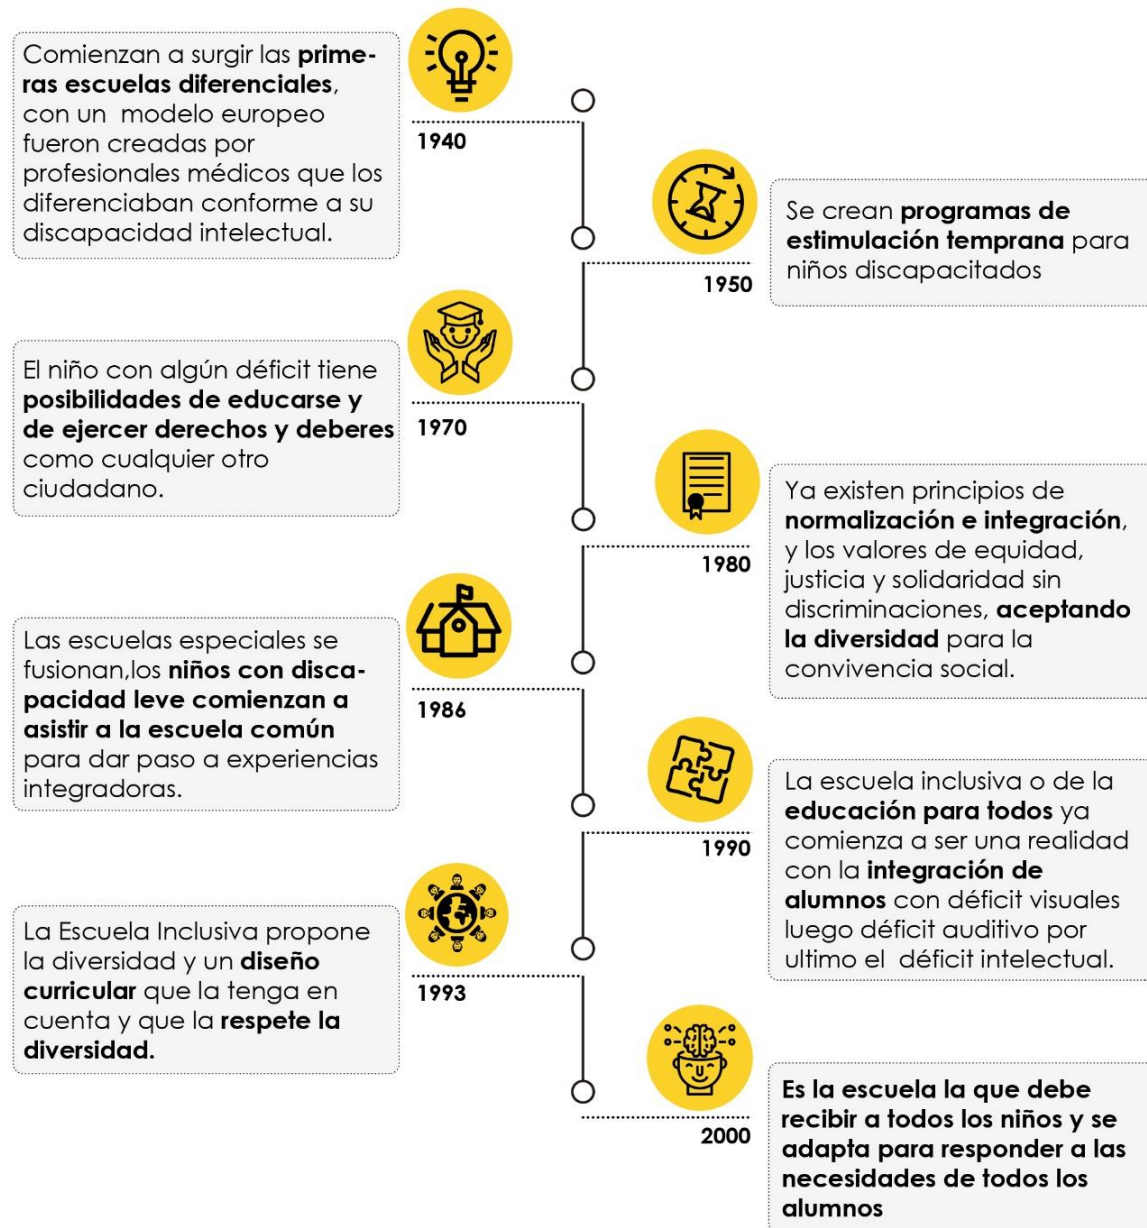 Comienzan a surgir las prime-
ras escuelas diferenciales,
con un modelo europeo
fueron creadas por
profesionales médicos que los
diferenciaban conforme a su
discapacidad intelectual.
1940
Se crean programas de
estimulación temprana para
niños discapacitados
1950
El niño con algún déficit tiene
posibilidades de educarse y
de ejercer derechos y deberes
como cualquier otro
ciudadano.
1970
Ya existen principios de
normalización e integración,
y los valores de equidad,
justicia y solidaridad sin
discriminaciones, aceptando
la diversidad para la
convivencia social.
1980
Las escuelas especiales se
fusionan,los niños con disca-
pacidad leve comienzan a
asistir a la escuela común
para dar paso a experiencias
integradoras.
1986
La escuela inclusiva o de la
educación para todos ya
comienza a ser una realidad
con la integración de
alumnos con déficit visuales
luego déficit auditivo por
ultimo el déficit intelectual.
1990
La Escuela Inclusiva propone
la diversidad y un diseño
curricular que la tenga en
cuenta y que la respete la
diversidad.
1993
Es la escuela la que debe
recibir a todos los niños y se
adapta para responder a las
necesidades de todos los
alumnos
2000